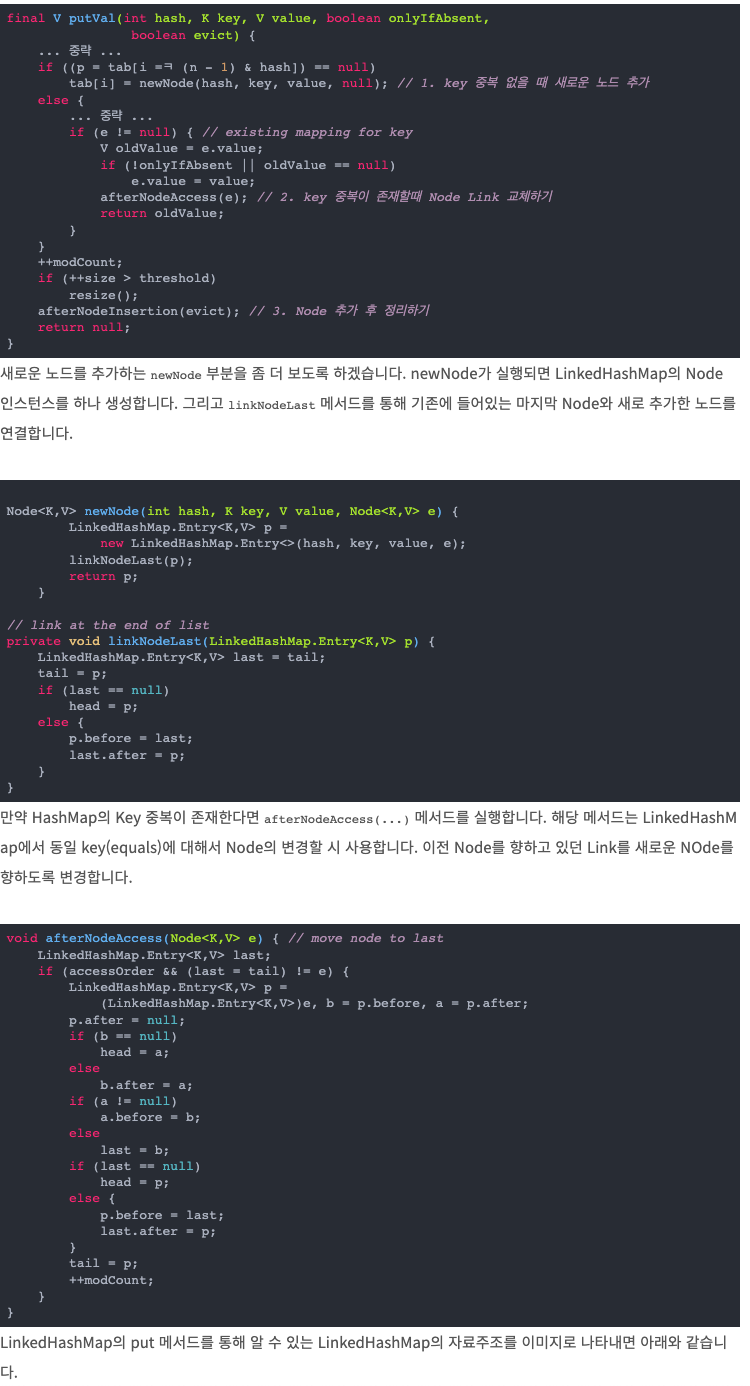 final V putVal(int hash, K key, V value, boolean onlyIfAbsent,
                boolean evict) {
    ... 중략 ...
    if ((p = tab[i =ㅋ (n - 1) & hash]) == null)
        tab[i] = newNode(hash, key, value, null); // 1. key 중복 없을 때 새로운 노드 추가
    else {
        ... 중략 ...
        if (e != null) { // existing mapping for key
            V oldValue = e.value;
            if (!onlyIfAbsent || oldValue == null)
                e.value = value;
            afterNodeAccess(e); // 2. key 중복이 존재할때 Node Link 교체하기
            return oldValue;
        }
    }
    ++modCount;
    if (++size > threshold)
        resize();
    afterNodeInsertion(evict); // 3. Node 추가 후 정리하기
    return null;
}
새로운 노드를 추가하는 newNode 부분을 좀 더 보도록 하겠습니다. newNode가 실행되면 LinkedHashMap의 Node
인스턴스를 하나 생성합니다. 그리고 linkNodeLast 메서드를 통해 기존에 들어있는 마지막 Node와 새로 추가한 노드를
연결합니다.
Node<K,V> newNode(int hash, K key, V value, Node<K,V> e) {
        LinkedHashMap.Entry<K,V> p =
            new LinkedHashMap.Entry<>(hash, key, value, e);
        linkNodeLast(p);
        return p;
    }
// link at the end of list
private void linkNodeLast(LinkedHashMap.Entry<K,V> p) {
    LinkedHashMap.Entry<K,V> last = tail;
    tail = p;
    if (last == null)
        head = p;
    else {
        p.before = last;
        last.after = p;
    }
}
만약 HashMap의 Key 중복이 존재한다면 afterNodeAccess(...) 메서드를 실행합니다. 해당 메서드는 LinkedHashM
ap에서 동일 key(equals)에 대해서 Node의 변경할 시 사용합니다. 이전 Node를 향하고 있던 Link를 새로운 NOde를
향하도록 변경합니다.
void afterNodeAccess(Node<K,V> e) { // move node to last
    LinkedHashMap.Entry<K,V> last;
    if (accessOrder && (last = tail) != e) {
        LinkedHashMap.Entry<K,V> p =
            (LinkedHashMap.Entry<K,V>)e, b = p.before, a = p.after;
        p.after = null;
        if (b == null)
            head = a;
        else
            b.after = a;
        if (a != null)
            a.before = b;
        else
            last = b;
        if (last == null)
            head = p;
        else {
            p.before = last;
            last.after = p;
        }
        tail = p;
        ++modCount;
    }
}
LinkedHashMap의 put 메서드를 통해 알 수 있는 LinkedHashMap의 자료주조를 이미지로 나타내면 아래와 같습니
다.